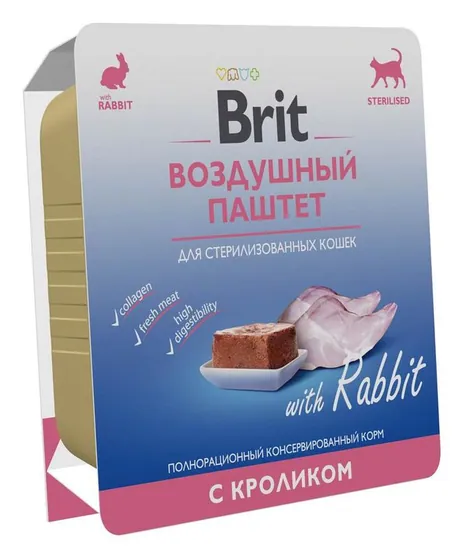 with
RABBIT
STERILISED
Brit
ВОЗДУШНЫЙ
ПАШТЕТ
ДЛЯ СТЕРИЛИЗОВАННЫХ КОШЕК
collagen
fresh meat
high
digestibility
with Rabbit
ПОЛНОРАЦИОННЫЙ КОНСЕРВИРОВАННЫЙ КОРМ
С КРОЛИКОМ